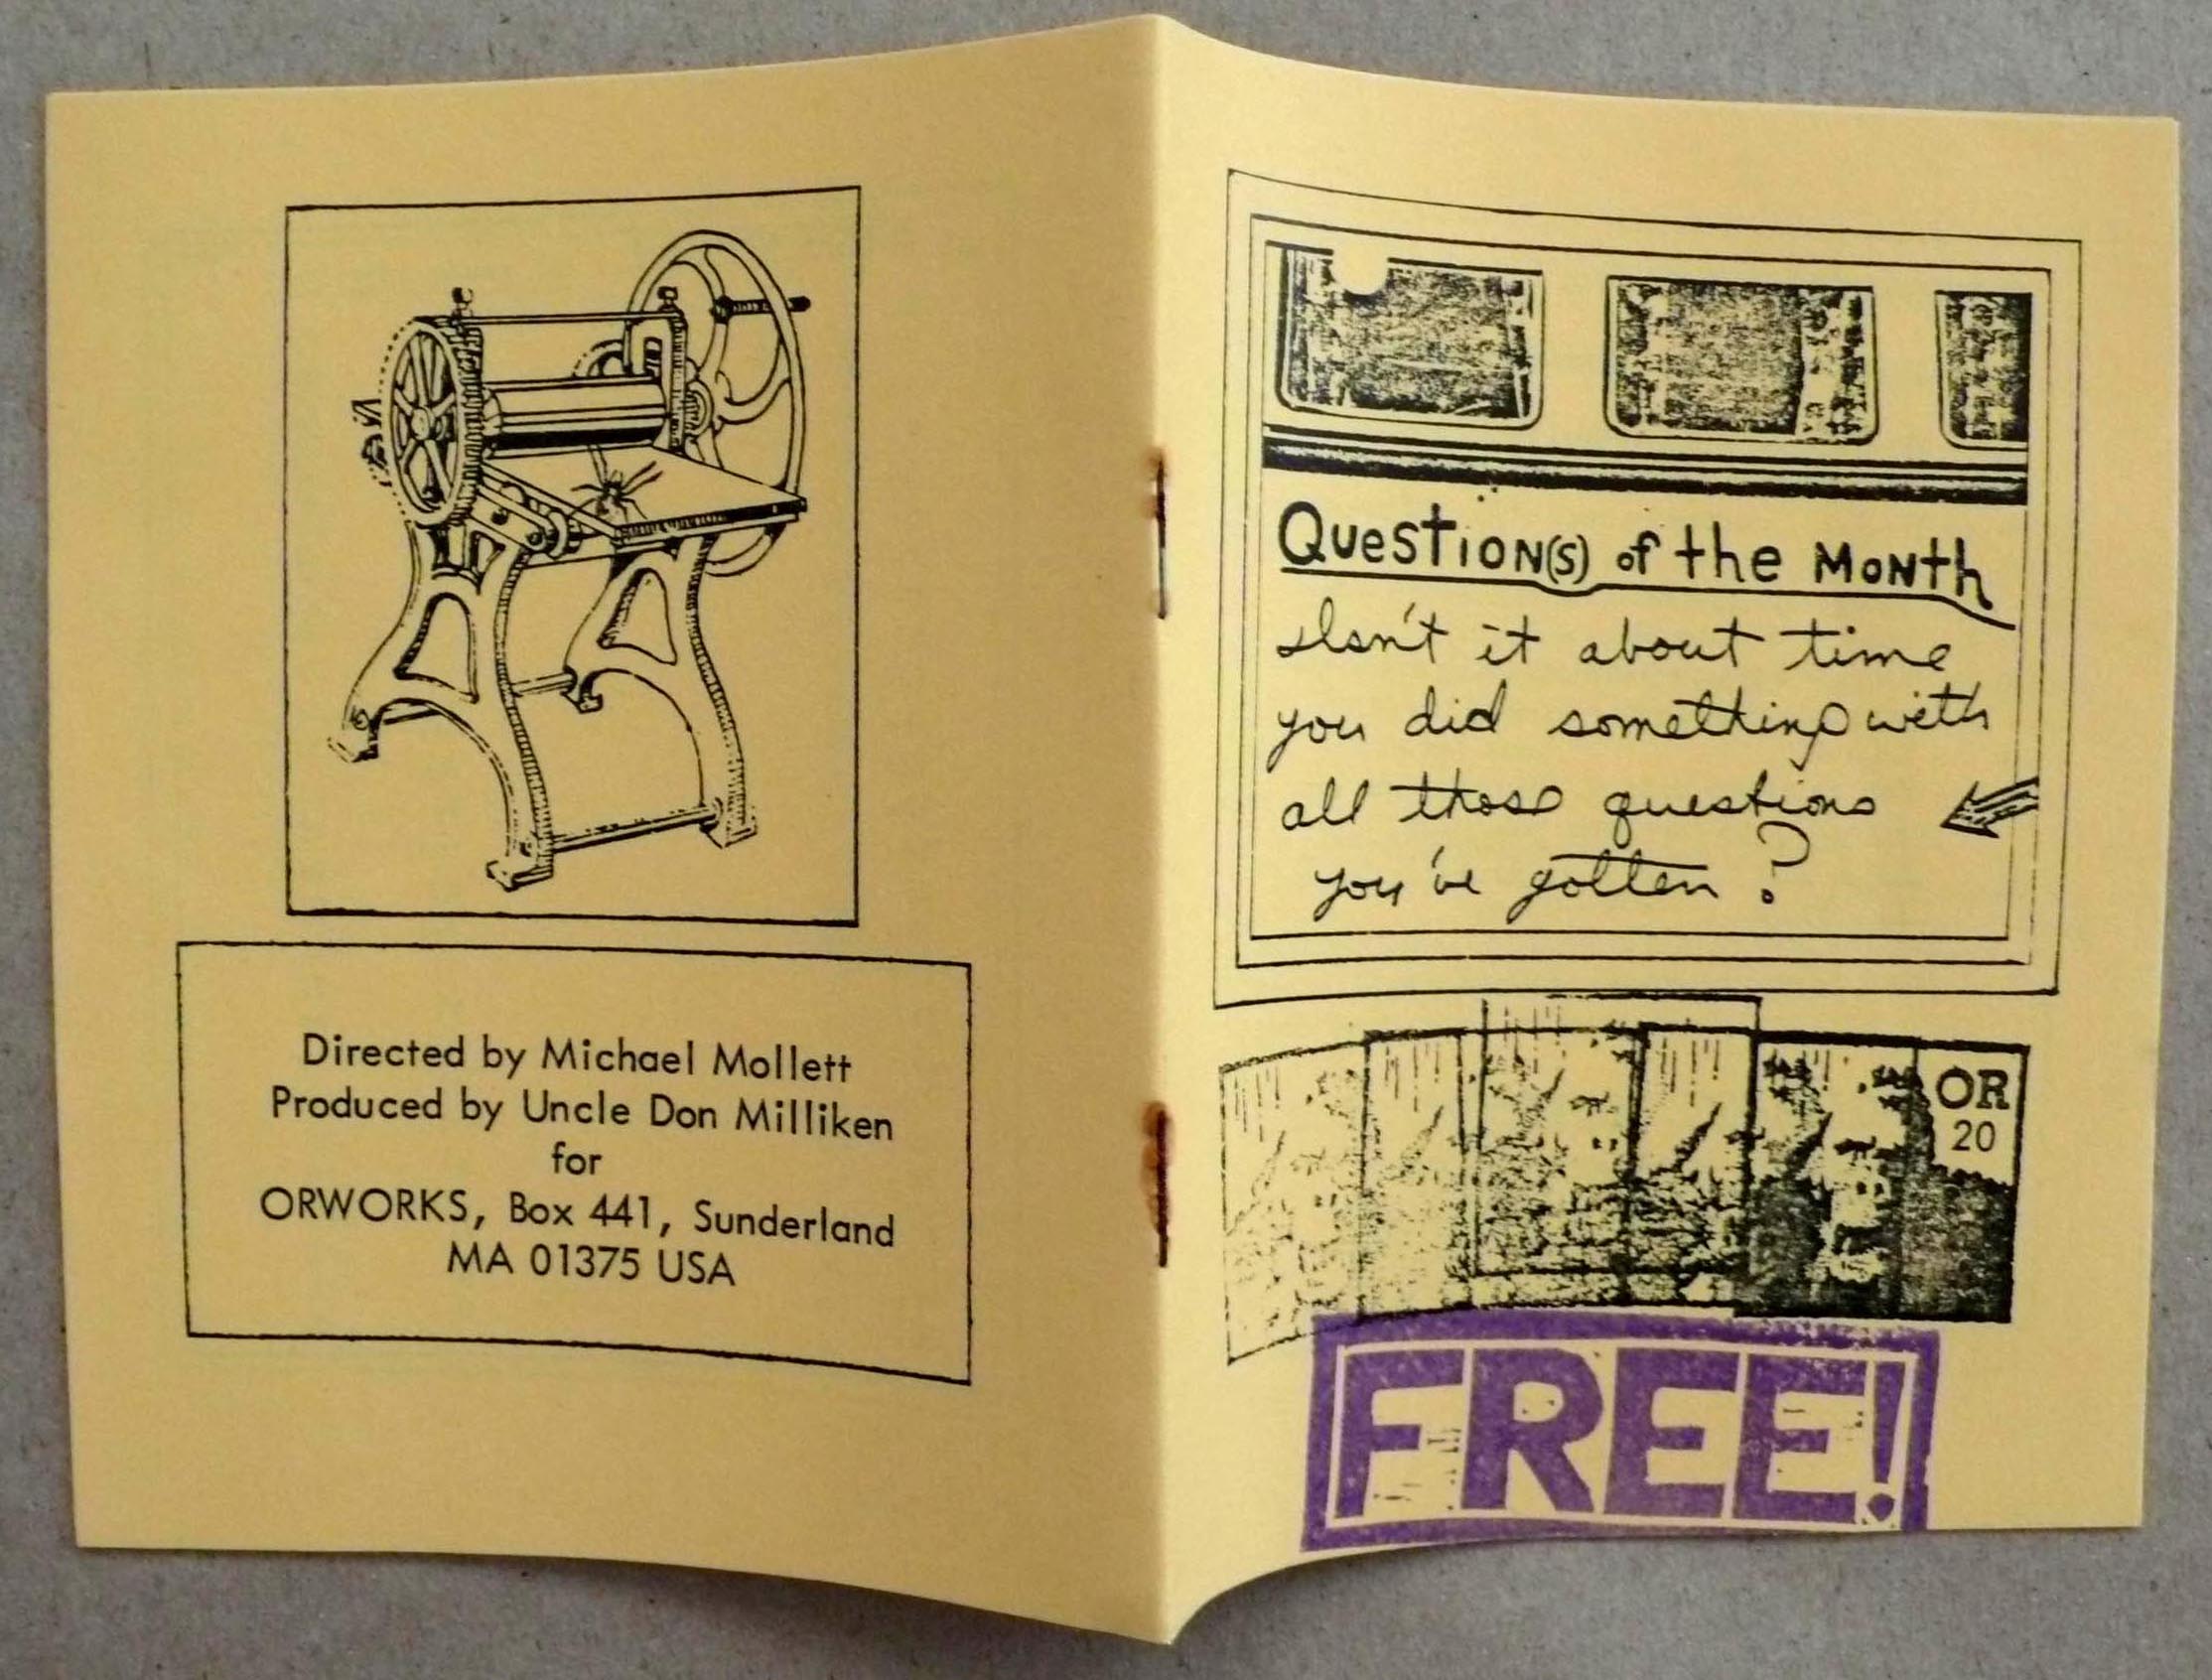 Directed by Michael Mollett
Produced by Uncle Don Milliken
for
ORWORKS, Box 441, Sunderland
MA 01375 USA
Question(s) of the Month
Isn't it about time
you did something with
all those questions
you've gotten?
OR
20
FREE!